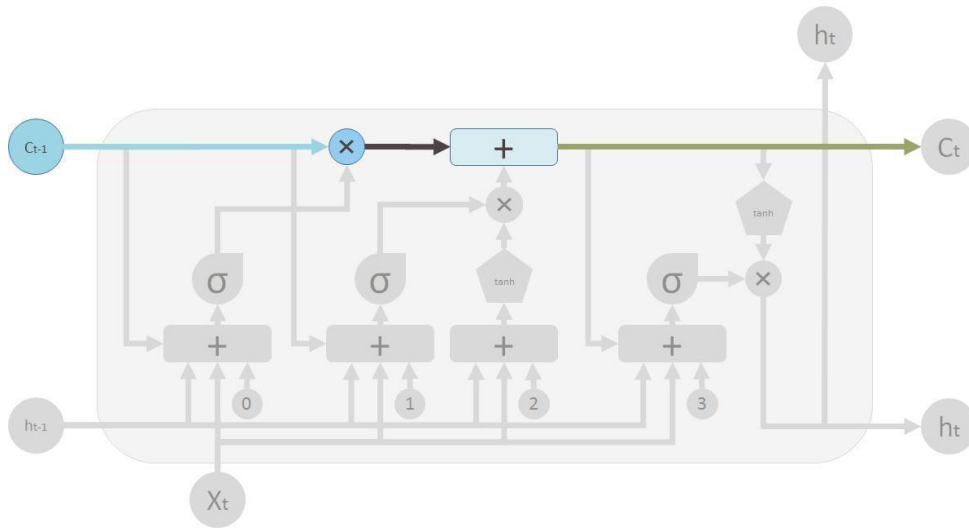 ht
Ct-1
×
+
Ct
×
tanh
σ
σ
tanh
σ
×
+
+
+
+
0
1
2
3
ht-1
ht
Xt